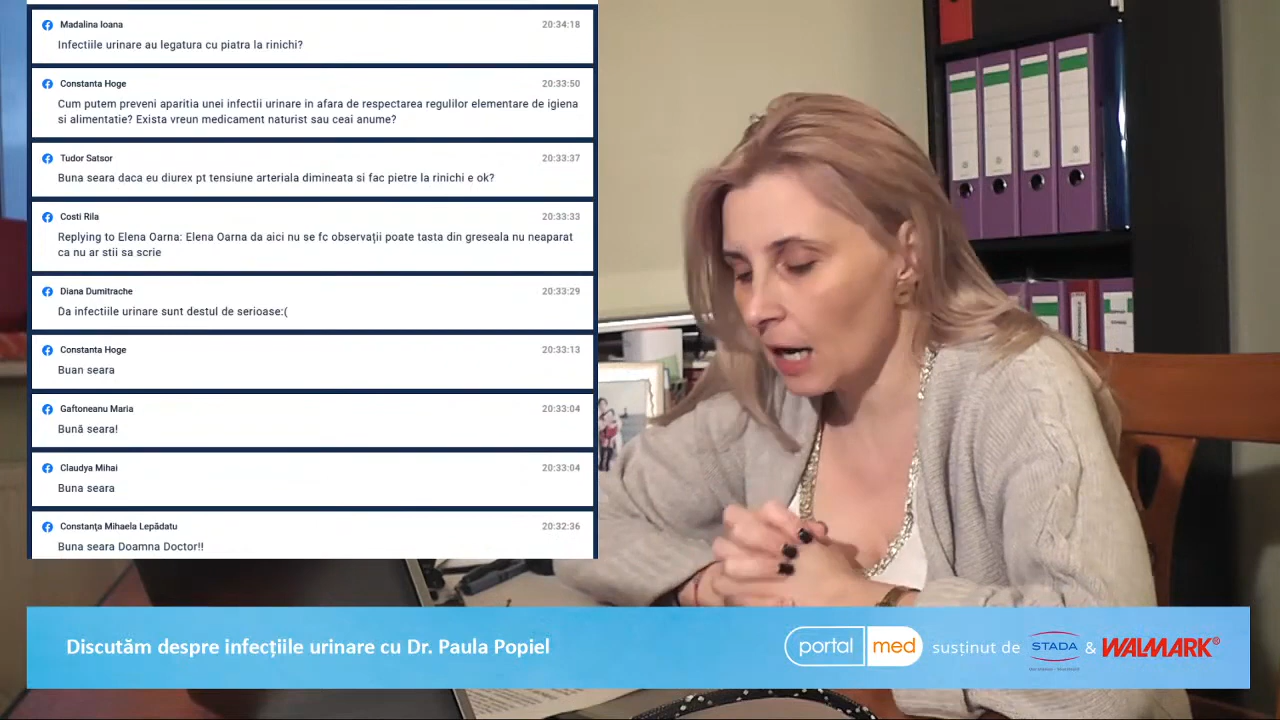 Madalina Ioana 20:34:18
Infectiile urinare au legatura cu piatra la rinichi?
Constanta Hoge 20:33:50
Cum putem preveni aparitia unei infectii urinare in afara de respectarea regulilor elementare de igiena
si alimentatie? Exista vreun medicament naturist sau ceai anume?
Tudor Satsor 20:33:37
Buna seara daca eu diurex pt tensiune arteriala dimineata si fac pietre la rinichi e ok?
Costi Rila 20:33:33
Replying to Elena Oarna: Elena Oarna da aici nu se fc observații poate tasta din greseala nu neaparat
ca nu ar stii sa scrie
Diana Dumitrache 20:33:29
Da infectiile urinare sunt destul de serioase:(
Constanta Hoge 20:33:13
Buan seara
Gaftoneanu Maria 20:33:04
Bună seara!
Claudya Mihai 20:33:04
Buna seara
Constanța Mihaela Lepădatu 20:32:36
Buna seara Doamna Doctor!!
Discutăm despre infecțiile urinare cu Dr. Paula Popiel
portal med susținut de STADA & WALMARK®